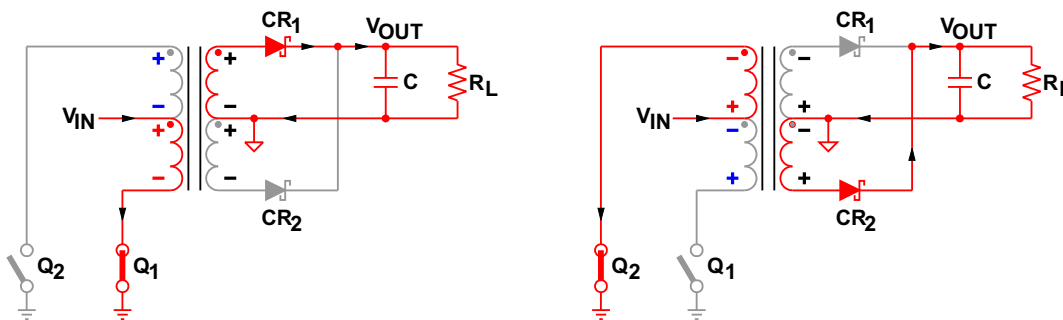 CR1
VOUT
+
+
-
-
C
RL
VIN
+
+
-
-
CR2
Q2
Q1
CR1
VOUT
-
-
+
+
C
RL
VIN
-
-
+
+
CR2
Q2
Q1